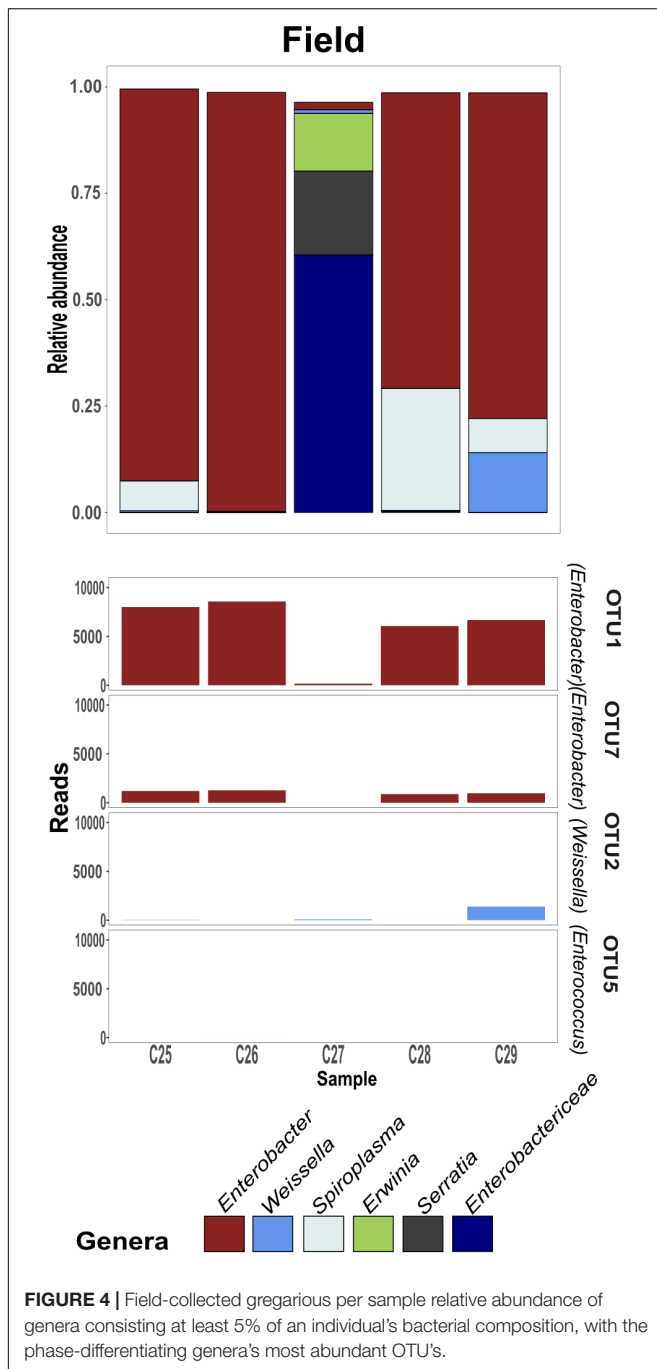 Field
Relative abundance
1.00
0.75
0.50
0.25
0.00
Reads
10000
5000
0
OTU1
(Enterobacter)
10000
5000
0
OTU7
(Enterobacter)
10000
5000
0
OTU2
(Weissella)
10000
5000
0
OTU5
(Enterococcus)
C25 C26 C27 C28 C29
Sample
Enterobacter
Weissella
Spiroplasma
Erwinia
Serratia
Enterobactericeae
Genera
FIGURE 4 | Field-collected gregarious per sample relative abundance of
genera consisting at least 5% of an individual's bacterial composition, with the
phase-differentiating genera's most abundant OTU's.